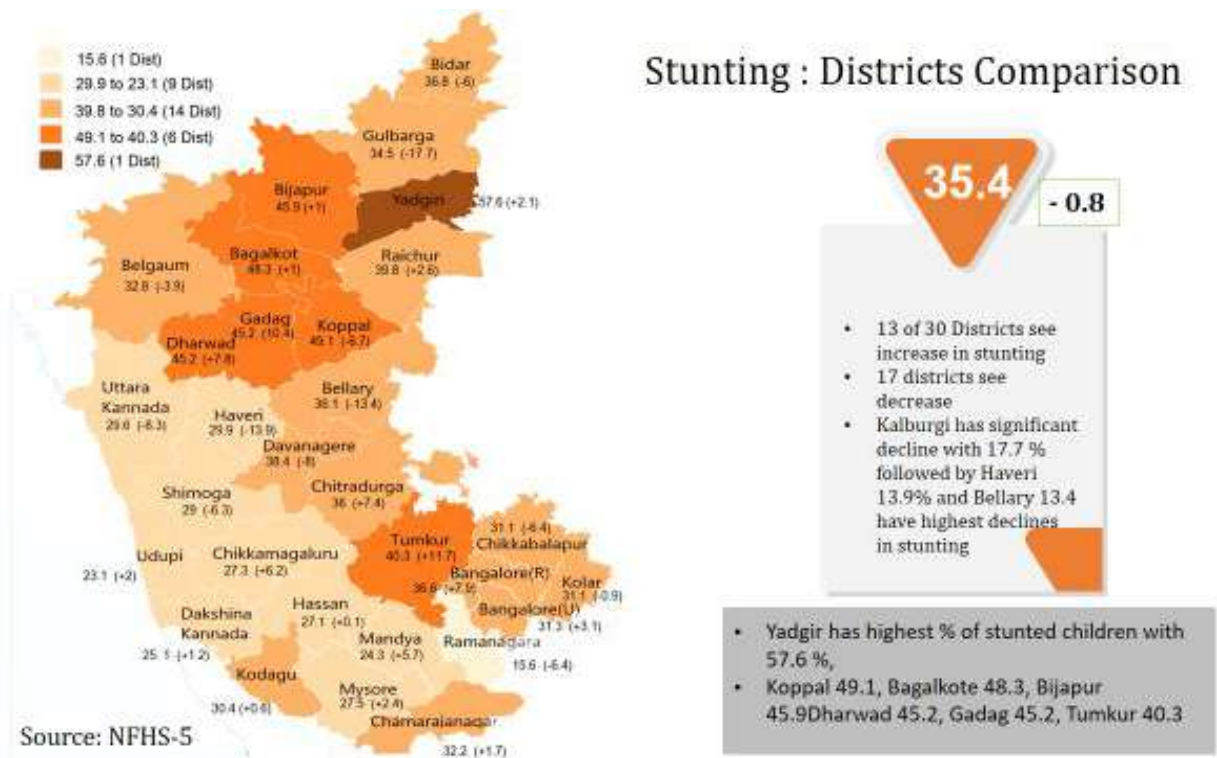 Stunting : Districts Comparison
15.6 (1 Dist)
29.9 to 23.1 (9 Dist)
39.8 to 30.4 (14 Dist)
49.1 to 40.3 (6 Dist)
57.6 (1 Dist)
Bidar
36.8 (-6)
Gulbarga
34.5 (-17.7)
Bijapur
45.9 (+1)
Yadgiri
57.6 (+2.1)
Bagalkot
48.3 (+1)
Raichur
39.8 (+2.6)
Belgaum
32.8 (-3.9)
Gadag
45.2 (10.4)
Koppal
49.1 (-6.7)
Dharwad
45.2 (+7.8)
Uttara
Kannada
Haveri
29.9 (-13.9)
Bellary
(-13.4)
Davanagere
(-8)
Chitradurga
36 (+7.4)
Shimoga
29 (-6.3)
Udupi
23.1 (+2)
Chikkamagaluru
27.3 (+6.2)
Tumkur
40.3 (+11.7)
31.1 (-6.4)
Chikkabalapur
Bangalore(R)
36.6 (+7.9)
Kolar
31.1 (-0.9)
Bangalore(U)
31.3 (+3.1)
Hassan
27.1 (+0.1)
Dakshina
Kannada
25.1 (+1.2)
Mandya
24.3 (+5.7)
Ramanagara
15.6 (-6.4)
Kodagu
30.4 (+0.6)
Mysore
27.5 (+2.4)
Chamarajanagar
32.2 (+1.7)
Source: NFHS-5
35.4
- 0.8
• 13 of 30 Districts see
increase in stunting
• 17 districts see
decrease
• Kalburgi has significant
decline with 17.7 %
followed by Haveri
13.9% and Bellary 13.4
have highest declines
in stunting
• Yadgir has highest % of stunted children with
57.6 %,
• Koppal 49.1, Bagalkote 48.3, Bijapur
45.9Dharwad 45.2, Gadag 45.2, Tumkur 40.3